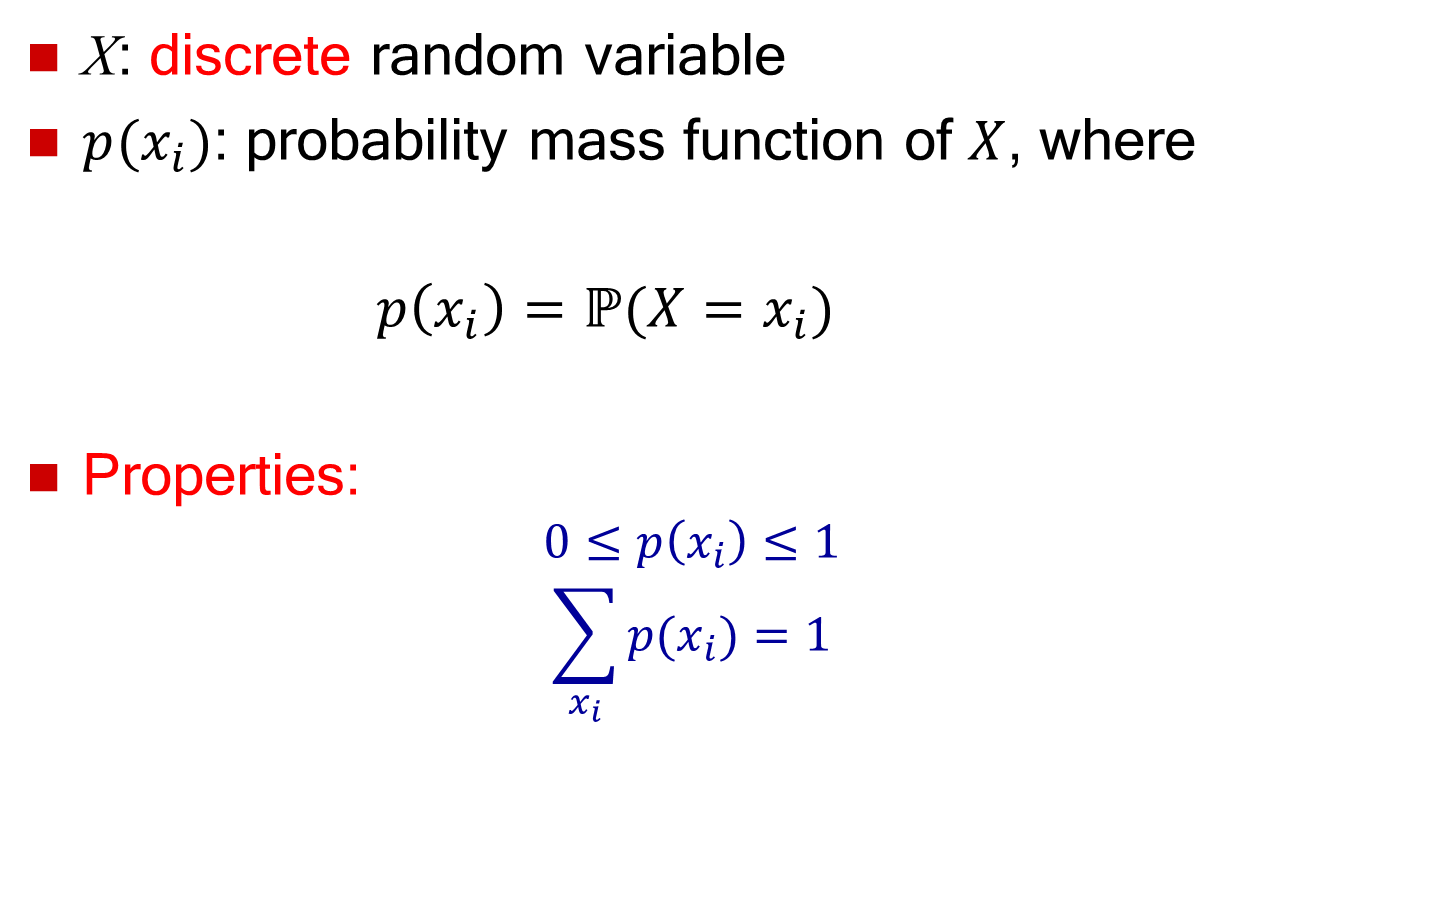 ■ X: discrete random variable
■ p(xᵢ): probability mass function of X, where
p(xᵢ) = ℙ(X = xᵢ)
■ Properties:
0 ≤ p(xᵢ) ≤ 1
∑ p(xᵢ) = 1
xᵢ